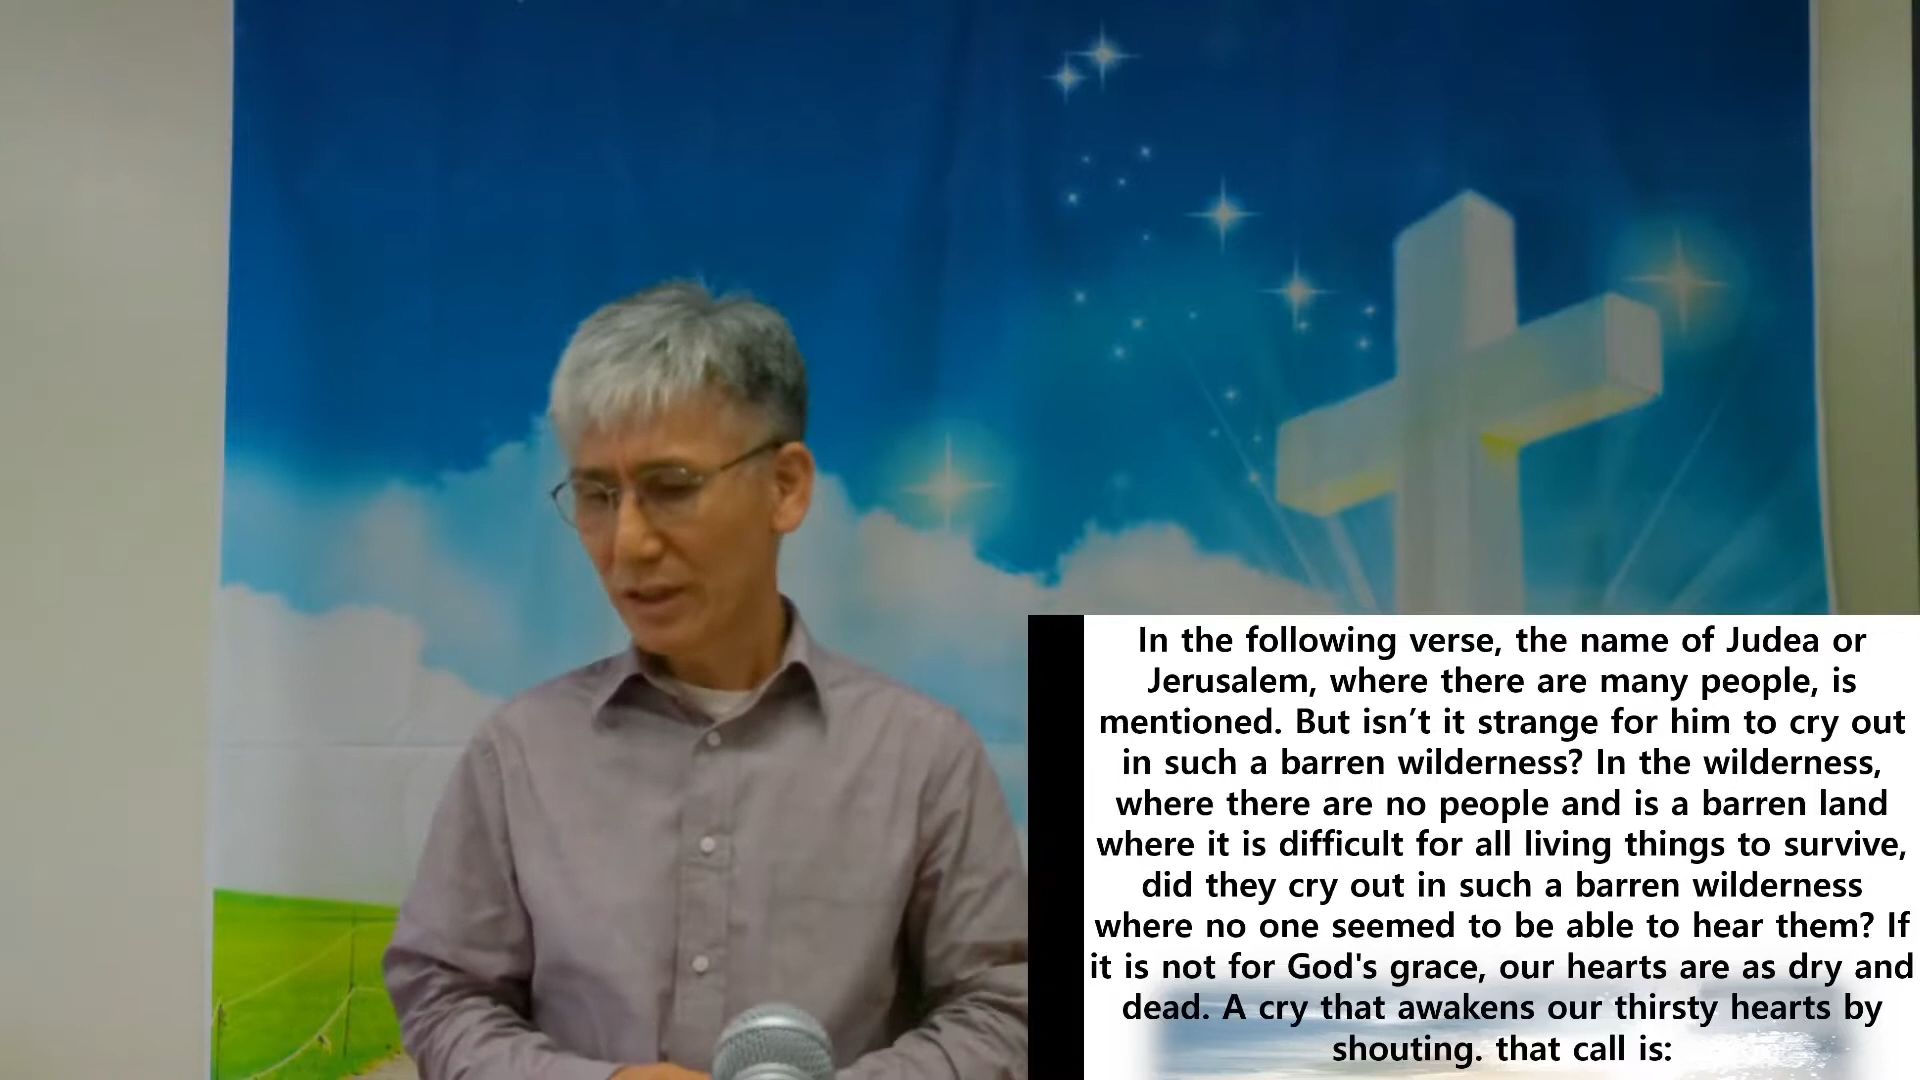 In the following verse, the name of Judea or
Jerusalem, where there are many people, is
mentioned. But isn’t it strange for him to cry out
in such a barren wilderness? In the wilderness,
where there are no people and is a barren land
where it is difficult for all living things to survive,
did they cry out in such a barren wilderness
where no one seemed to be able to hear them? If
it is not for God's grace, our hearts are as dry and
dead. A cry that awakens our thirsty hearts by
shouting. that call is: